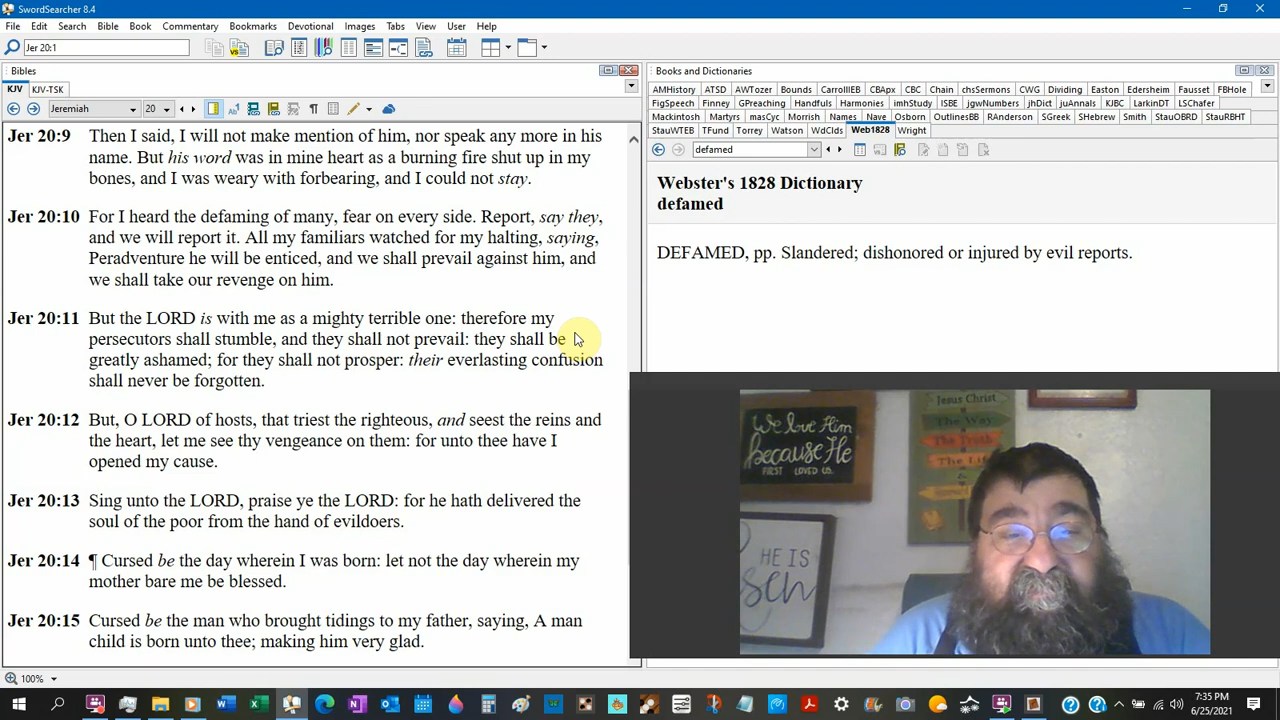 SwordSearcher 8.4
File Edit Search Bible Book Commentary Bookmarks Devotional Images Tabs View User Help
Jer 20:1
Bibles
KJV KJV-TSK
Jeremiah 20
Jer 20:9 Then I said, I will not make mention of him, nor speak any more in his
name. But his word was in mine heart as a burning fire shut up in my
bones, and I was weary with forbearing, and I could not stay.
Jer 20:10 For I heard the defaming of many, fear on every side. Report, say they,
and we will report it. All my familiars watched for my halting, saying,
Peradventure he will be enticed, and we shall prevail against him, and
we shall take our revenge on him.
Jer 20:11 But the LORD is with me as a mighty terrible one: therefore my
persecutors shall stumble, and they shall not prevail: they shall be
greatly ashamed; for they shall not prosper: their everlasting confusion
shall never be forgotten.
Jer 20:12 But, O LORD of hosts, that triest the righteous, and seest the reins and
the heart, let me see thy vengeance on them: for unto thee have I
opened my cause.
Jer 20:13 Sing unto the LORD, praise ye the LORD: for he hath delivered the
soul of the poor from the hand of evildoers.
Jer 20:14 ¶ Cursed be the day wherein I was born: let not the day wherein my
mother bare me be blessed.
Jer 20:15 Cursed be the man who brought tidings to my father, saying, A man
child is born unto thee; making him very glad.
100%
Books and Dictionaries
AMHistory ATSD AWTozer Bounds CarrollIEB CBApx CBC Chain chsSermons CWG Dividing Easton Edersheim Fausset FBHole
FigSpeech Finney GPreaching Handfuls Harmonies imhStudy ISBE jgwNumbers jhDict juAnnals KJBC LarkinDT LSChafer
Mackintosh Martyrs masCyc Morrish Names Nave Osborn OutlinesBB RAnderson SGreek SHebrew Smith StauOBRD StauRBHT
StauWTEB TFund Torrey Watson WdClds Web1828 Wright
defamed
Webster's 1828 Dictionary
defamed
DEFAMED, pp. Slandered; dishonored or injured by evil reports.
We love Him
because He
FIRST LOVED US.
Jesus Christ
The Way
The Truth
The Life
HE IS
7:35 PM
6/25/2021